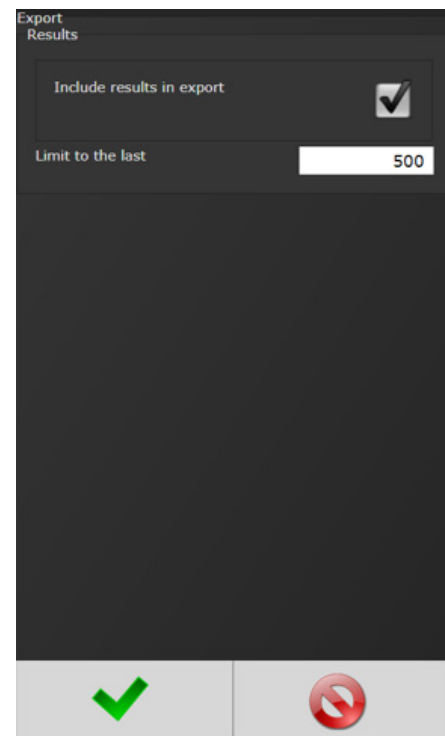 Export
Results
Include results in export
Limit to the last
500